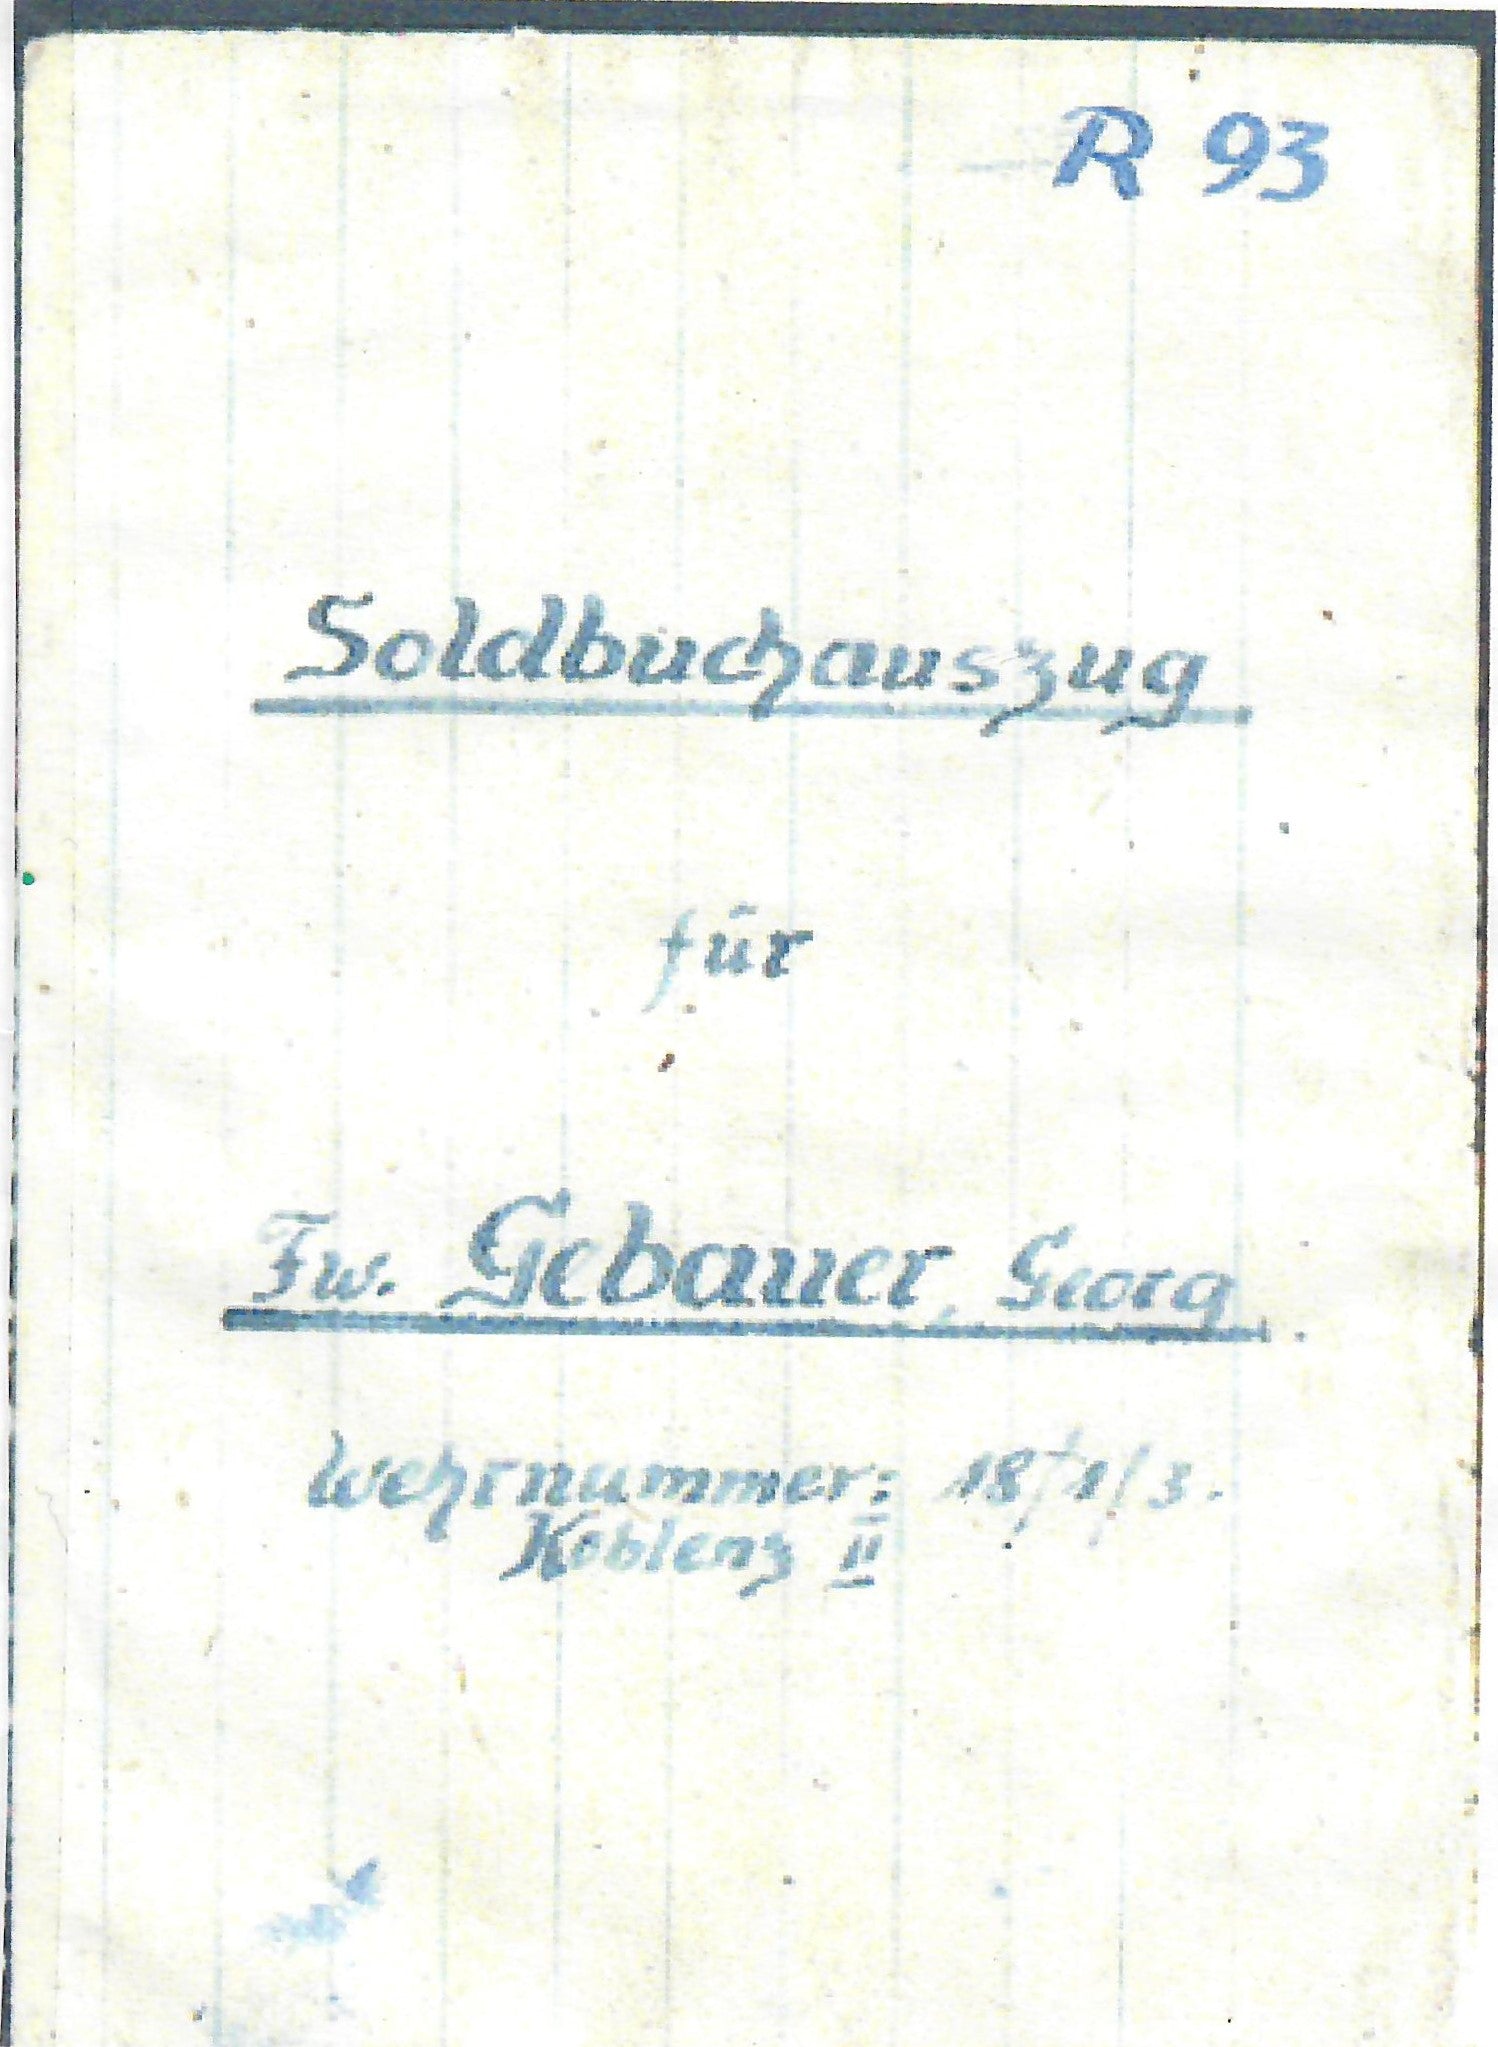 R 93
Soldbuchauszug
für
Fw. Gebauer, Georg.
Wehrnummer: 18/1/3.
Koblenz II